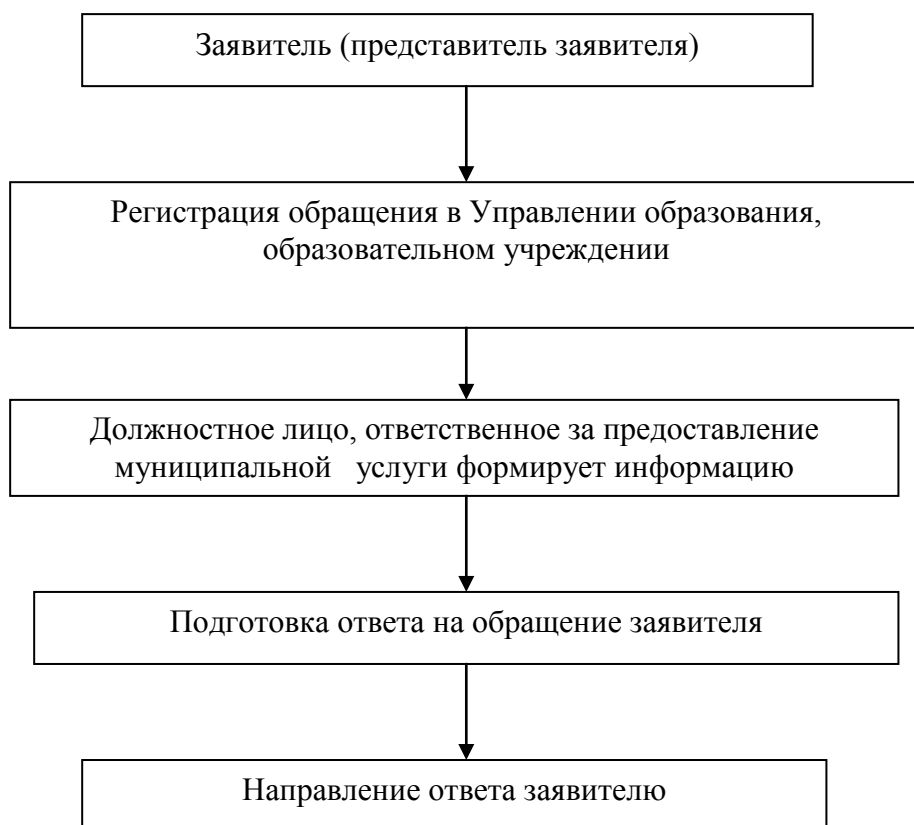 Заявитель (представитель заявителя)
Регистрация обращения в Управлении образования,
образовательном учреждении
Должностное лицо, ответственное за предоставление
муниципальной услуги формирует информацию
Подготовка ответа на обращение заявителя
Направление ответа заявителю